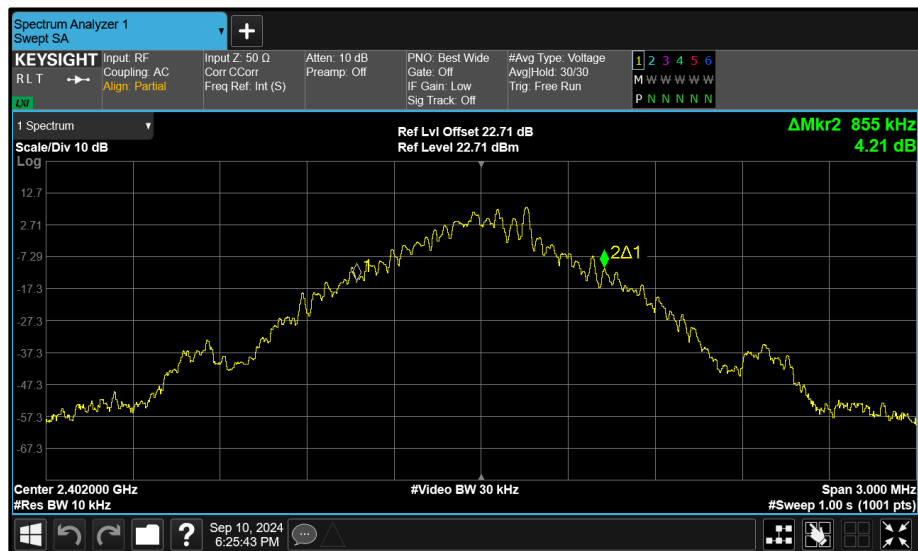 Spectrum Analyzer 1
Swept SA
+
KEYSIGHT
R L T
LXI
Input: RF
Coupling: AC
Align: Partial
Input Z: 50 Ω
Corr CCorr
Freq Ref: Int (S)
Atten: 10 dB
Preamp: Off
PNO: Best Wide
Gate: Off
IF Gain: Low
Sig Track: Off
#Avg Type: Voltage
Avg|Hold: 30/30
Trig: Free Run
1 2 3 4 5 6
M W W W W W
P N N N N N
1 Spectrum
Scale/Div 10 dB
Ref Lvl Offset 22.71 dB
Ref Level 22.71 dBm
ΔMkr2 855 kHz
4.21 dB
Log
12.7
2.71
-7.29
-17.3
-27.3
-37.3
-47.3
-57.3
-67.3
1
2Δ1
Center 2.402000 GHz
#Video BW 30 kHz
Span 3.000 MHz
#Res BW 10 kHz
#Sweep 1.00 s (1001 pts)
?
Sep 10, 2024
6:25:43 PM